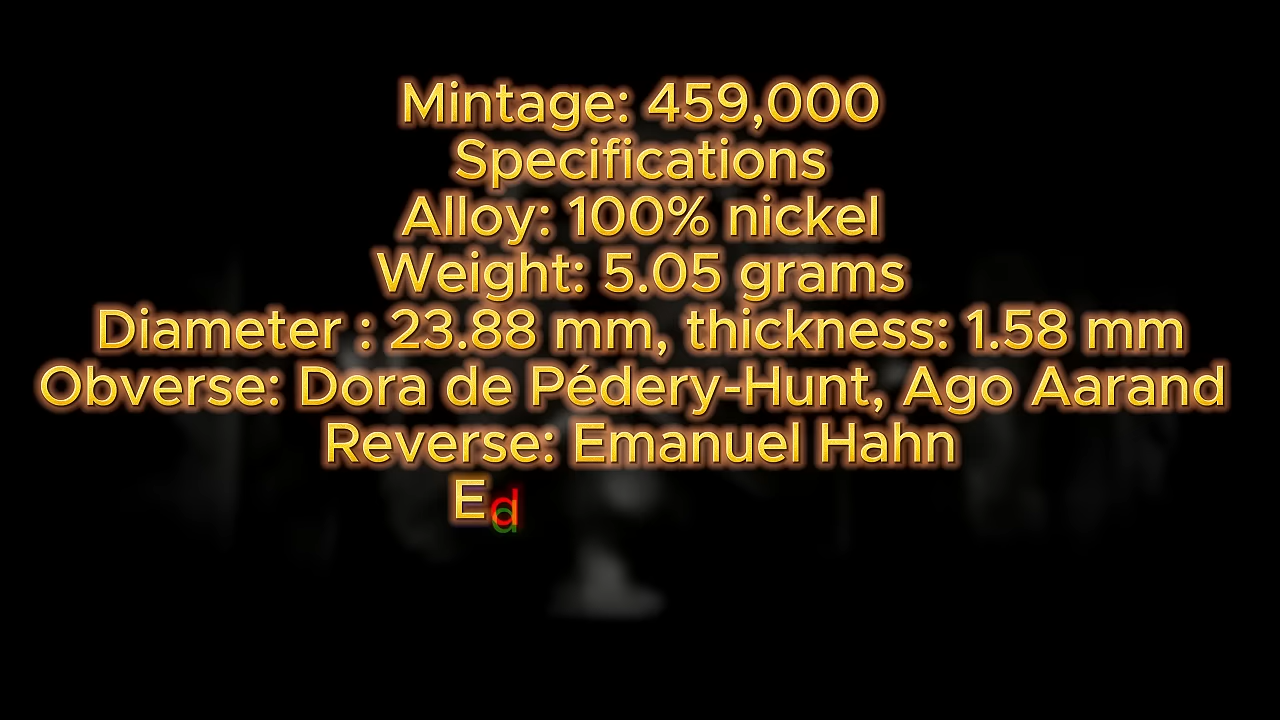 Mintage: 459,000
Specifications
Alloy: 100% nickel
Weight: 5.05 grams
Diameter : 23.88 mm, thickness: 1.58 mm
Obverse: Dora de Pédery-Hunt, Ago Aarand
Reverse: Emanuel Hahn
Ed